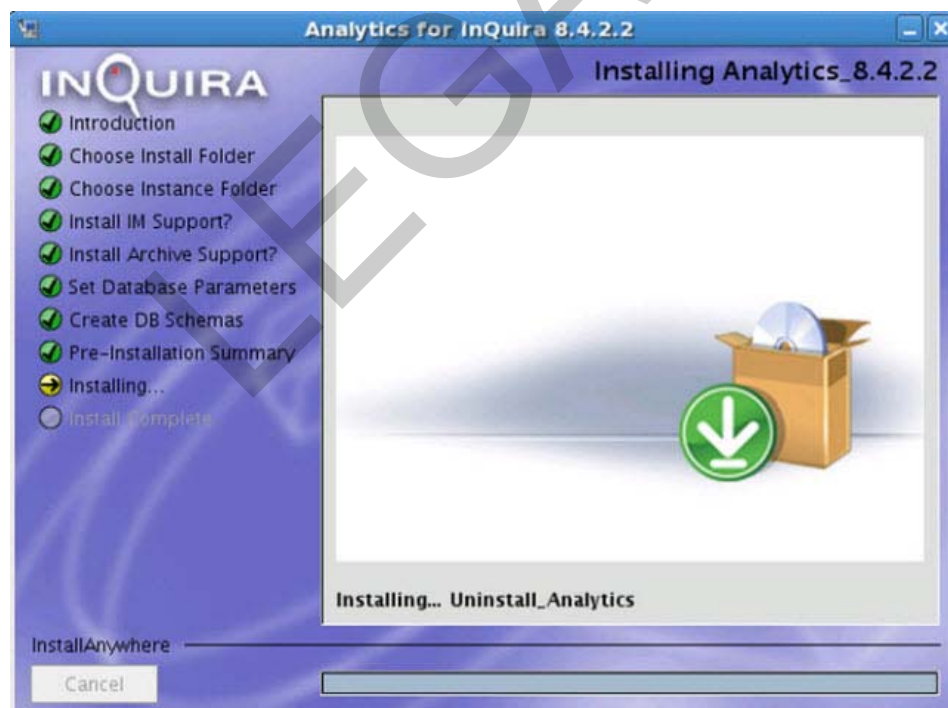 Analytics for InQuira 8.4.2.2
INQUIRA
Installing Analytics_8.4.2.2
Introduction
Choose Install Folder
Choose Instance Folder
Install IM Support?
Install Archive Support?
Set Database Parameters
Create DB Schemas
Pre-Installation Summary
Installing...
Install Complete
Installing... Uninstall_Analytics
InstallAnywhere
Cancel